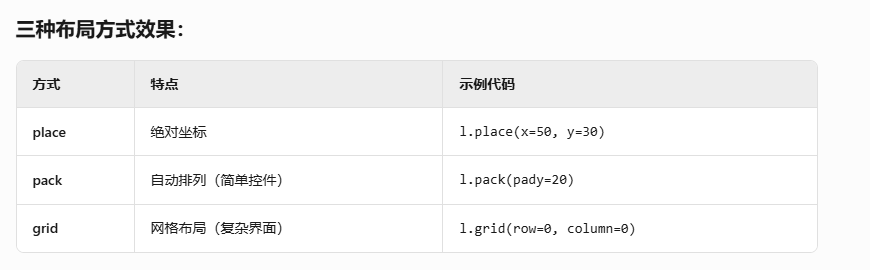 三种布局方式效果：
方式 特点 示例代码
place 绝对坐标 l.place(x=50, y=30)
pack 自动排列（简单控件） l.pack(pady=20)
grid 网格布局（复杂界面） l.grid(row=0, column=0)